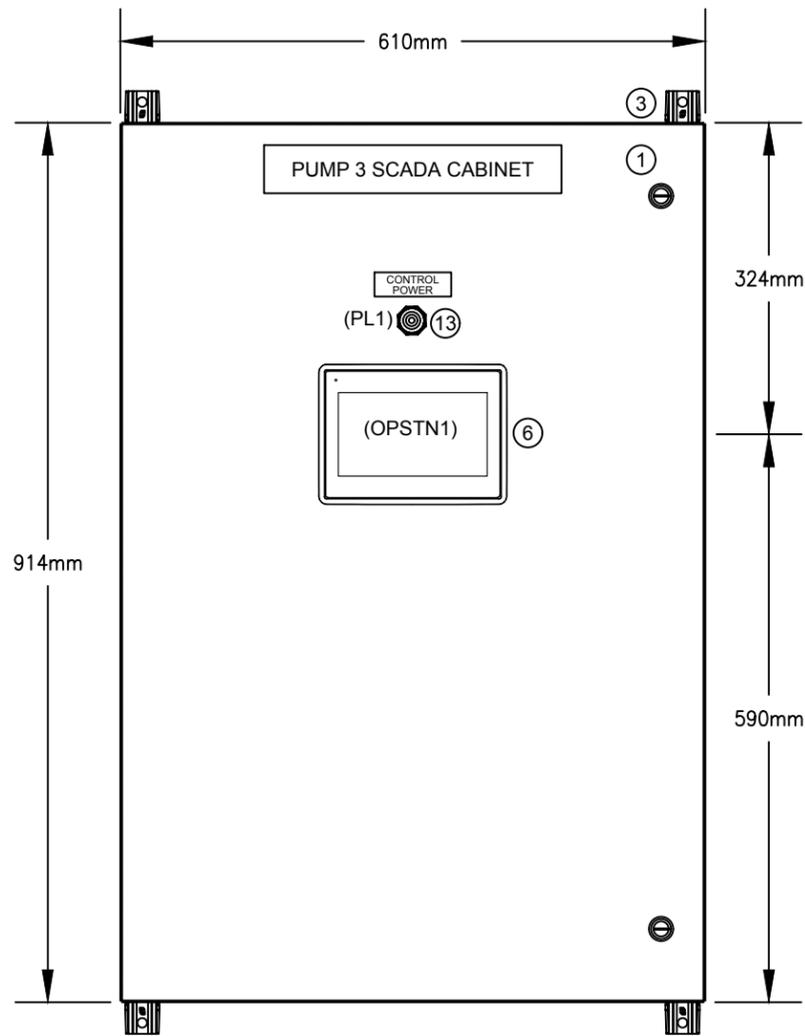 610mm
3
1
PUMP 3 SCADA CABINET
CONTROL
POWER
(PL1)
13
324mm
(OPSTN1)
6
914mm
590mm